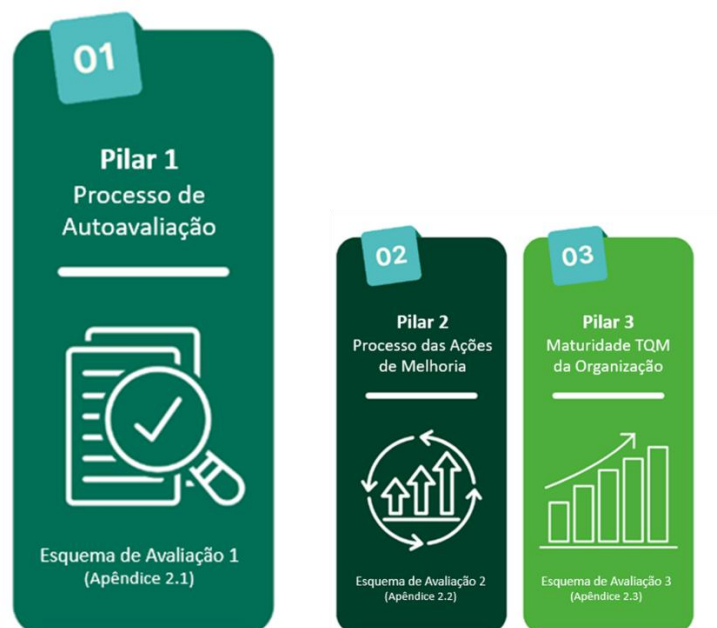 01
Pilar 1
Processo de
Autoavaliação
Esquema de Avaliação 1
(Apêndice 2.1)
02
Pilar 2
Processo das Ações
de Melhoria
Esquema de Avaliação 2
(Apêndice 2.2)
03
Pilar 3
Maturidade TQM
da Organização
Esquema de Avaliação 3
(Apêndice 2.3)